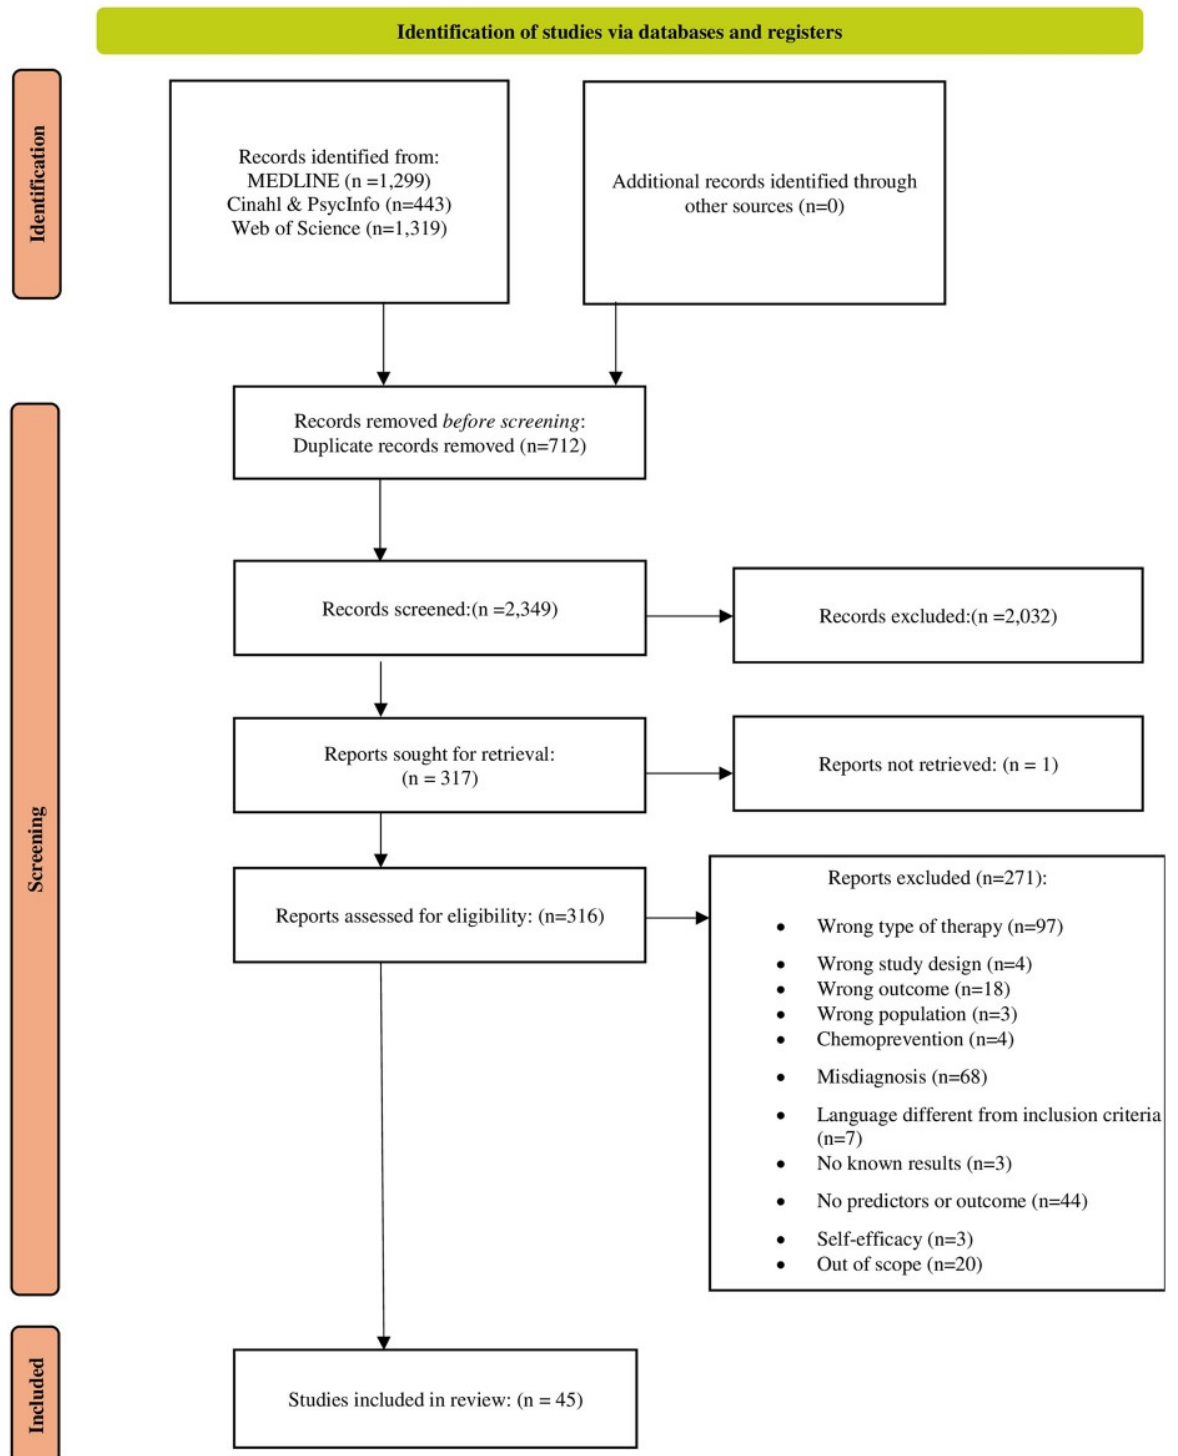 Identification of studies via databases and registers
Identification
Records identified from:
MEDLINE (n =1,299)
Cinahl & PsycInfo (n=443)
Web of Science (n=1,319)
Additional records identified through
other sources (n=0)
Screening
Records removed before screening:
Duplicate records removed (n=712)
Records screened:(n =2,349)
Records excluded:(n =2,032)
Reports sought for retrieval:
(n = 317)
Reports not retrieved: (n = 1)
Reports assessed for eligibility: (n=316)
Reports excluded (n=271):
• Wrong type of therapy (n=97)
• Wrong study design (n=4)
• Wrong outcome (n=18)
• Wrong population (n=3)
• Chemoprevention (n=4)
• Misdiagnosis (n=68)
• Language different from inclusion criteria
(n=7)
• No known results (n=3)
• No predictors or outcome (n=44)
• Self-efficacy (n=3)
• Out of scope (n=20)
Included
Studies included in review: (n = 45)